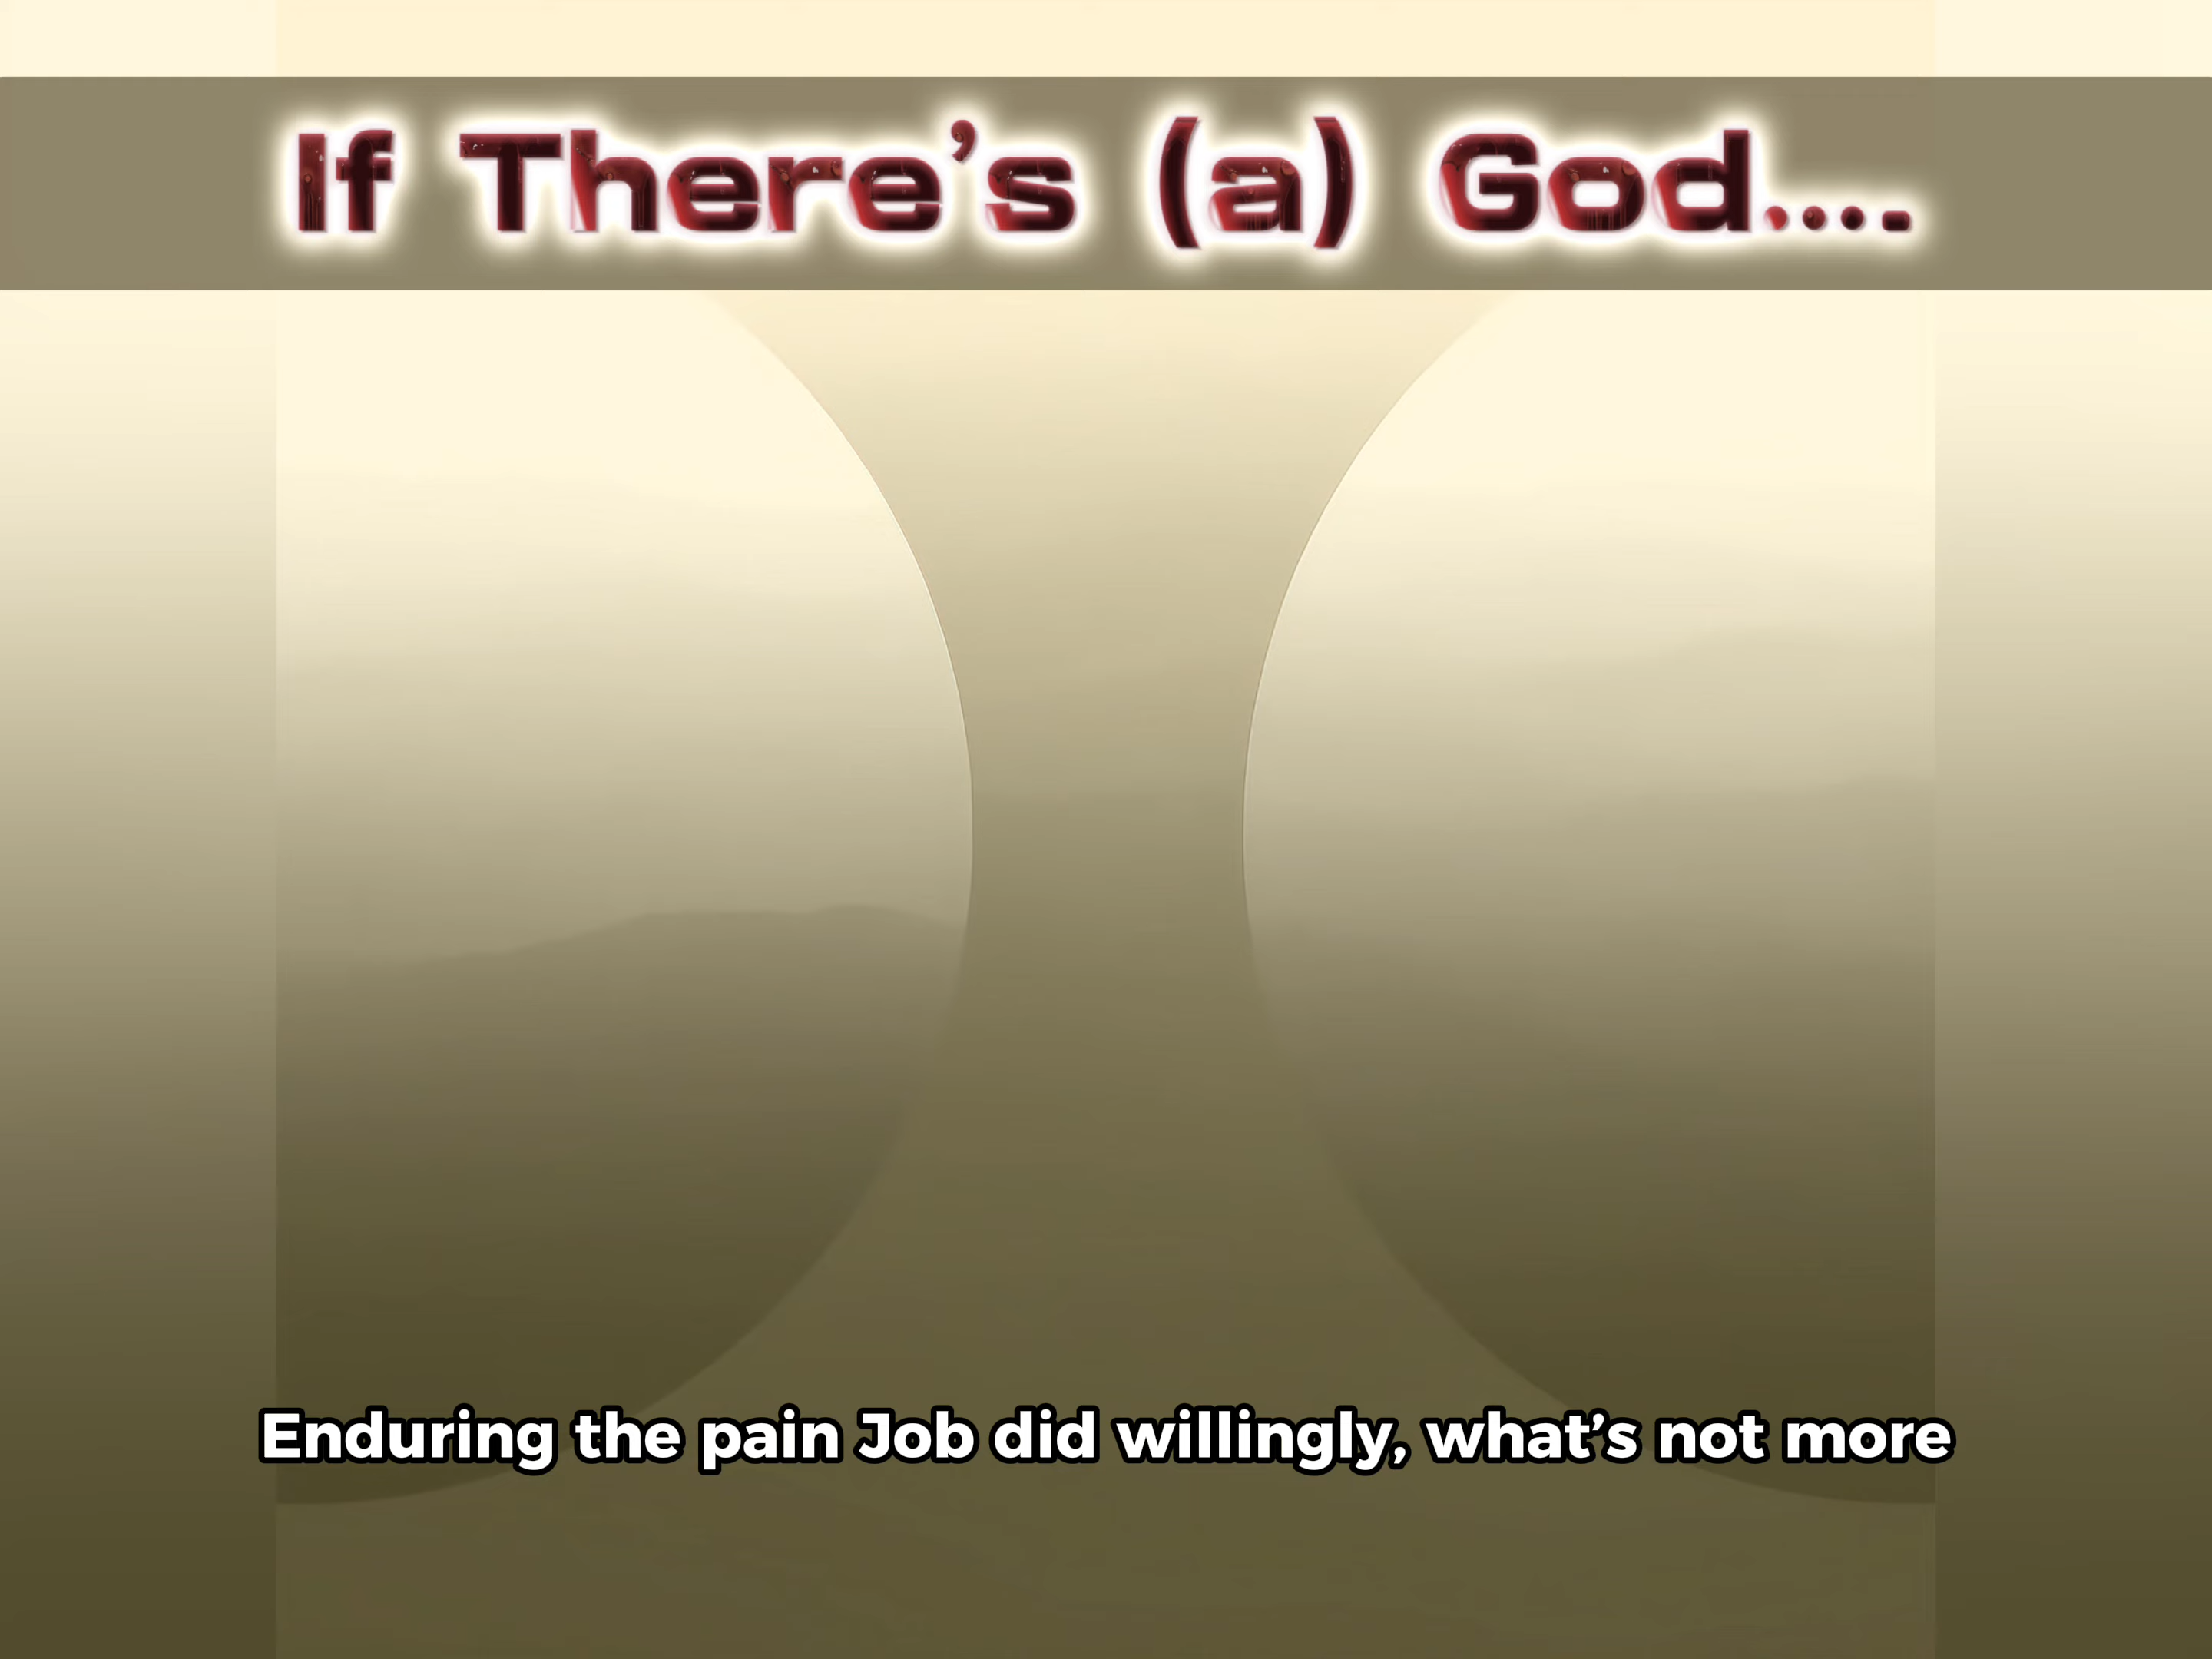 If There’s (a) God....
Enduring the pain Job did willingly, what’s not more